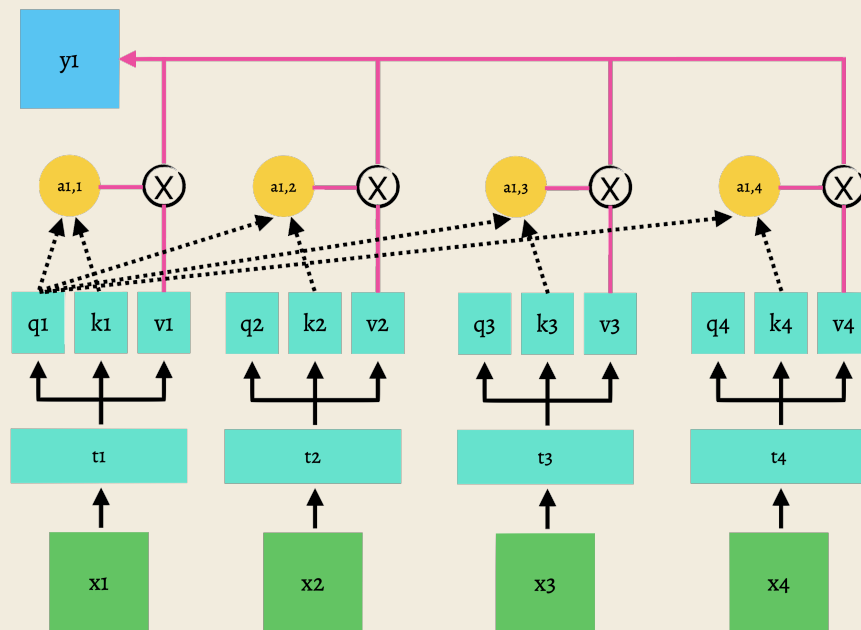 y1
a1,1 X a1,2 X a1,3 X a1,4 X
q1 k1 v1 q2 k2 v2 q3 k3 v3 q4 k4 v4
t1 t2 t3 t4
x1 x2 x3 x4